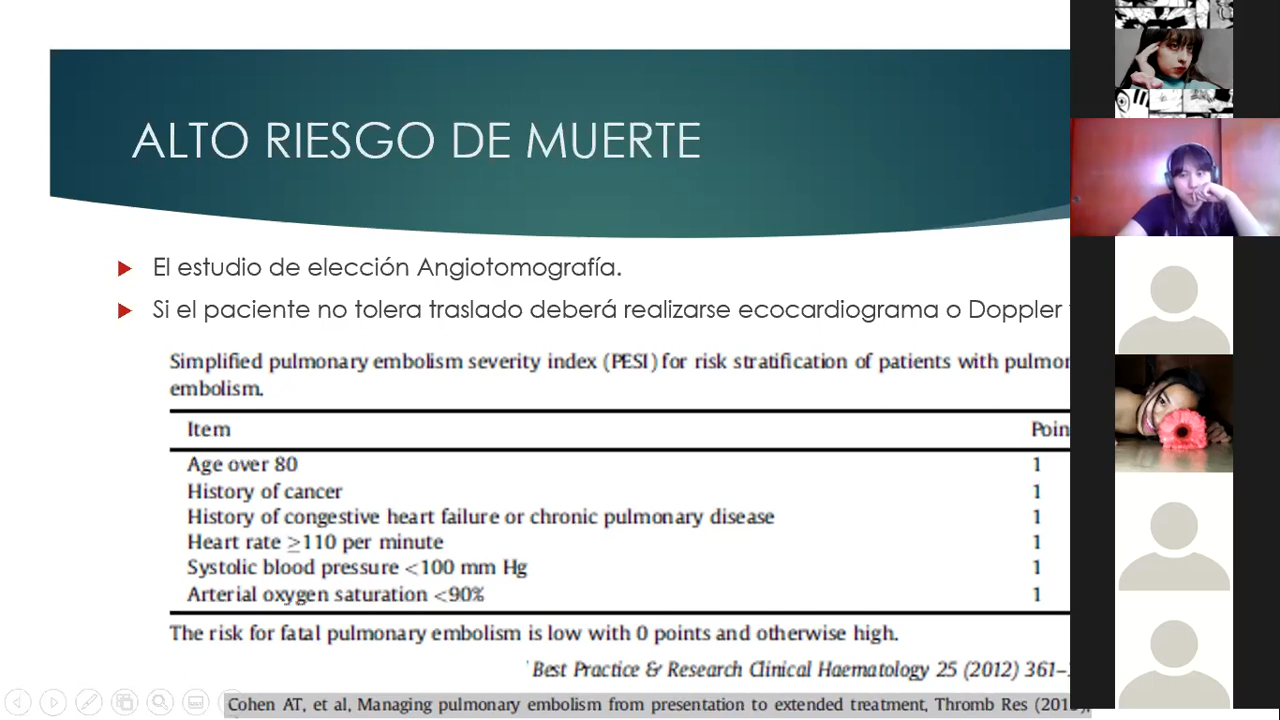 ALTO RIESGO DE MUERTE
El estudio de elección Angiotomografía.
Si el paciente no tolera traslado deberá realizarse ecocardiograma o Doppler
Simplified pulmonary embolism severity index (PESI) for risk stratification of patients with pulmon
embolism.
Item Poin
Age over 80 1
History of cancer 1
History of congestive heart failure or chronic pulmonary disease 1
Heart rate ≥110 per minute 1
Systolic blood pressure <100 mm Hg 1
Arterial oxygen saturation <90% 1
The risk for fatal pulmonary embolism is low with 0 points and otherwise high.
Best Practice & Research Clinical Haematology 25 (2012) 361–
Cohen AT, et al, Managing pulmonary embolism from presentation to extended treatment, Thromb Res